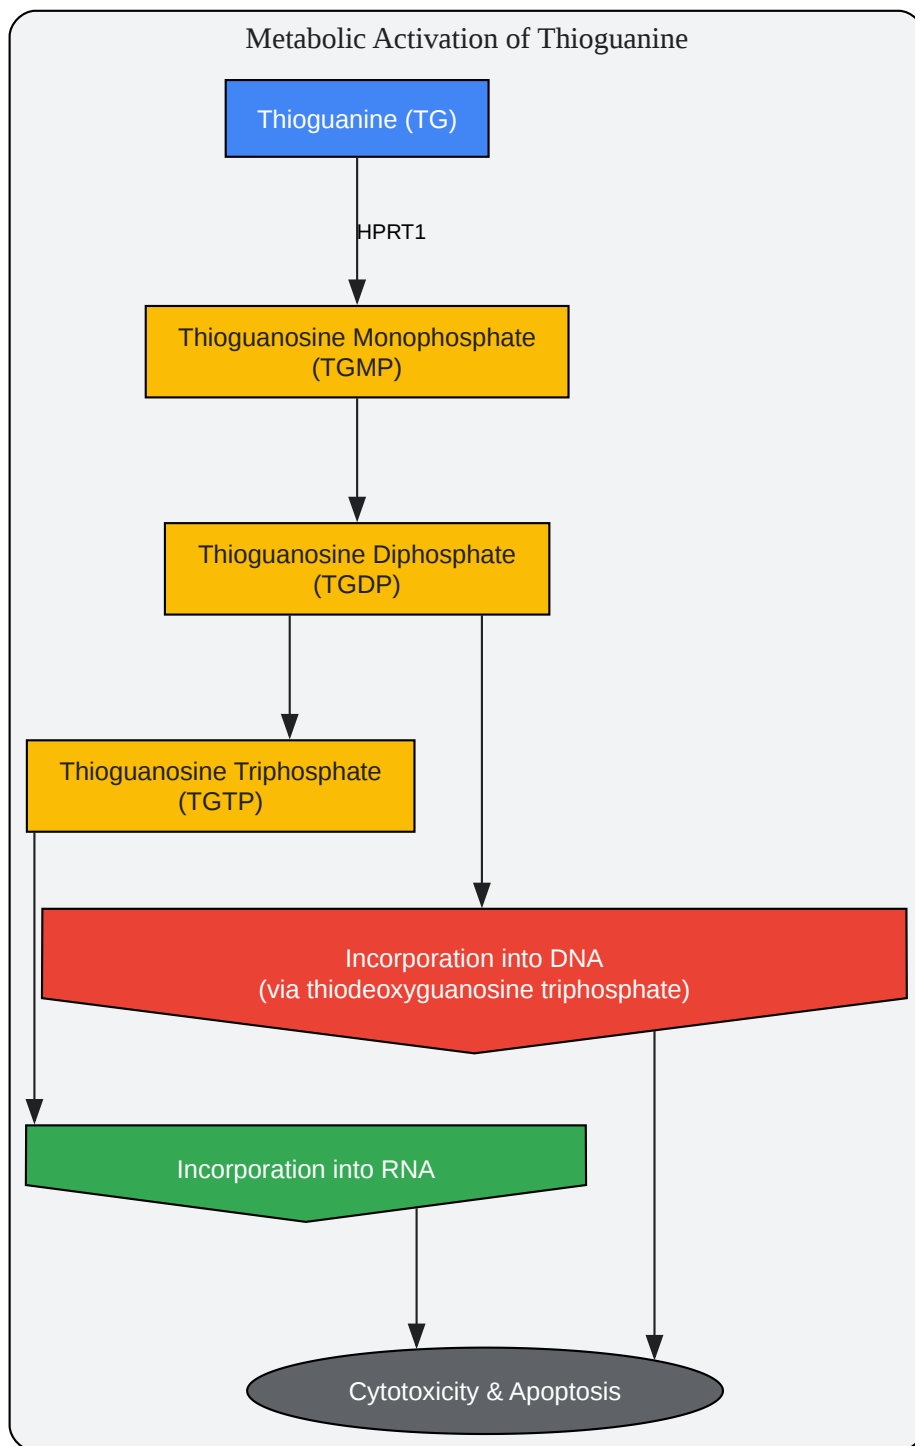 Metabolic Activation of Thioguanine
Thioguanine (TG)
HPRT1
Thioguanosine Monophosphate
(TGMP)
Thioguanosine Diphosphate
(TGDP)
Thioguanosine Triphosphate
(TGTP)
Incorporation into DNA
(via thiodeoxyguanosine triphosphate)
Incorporation into RNA
Cytotoxicity & Apoptosis